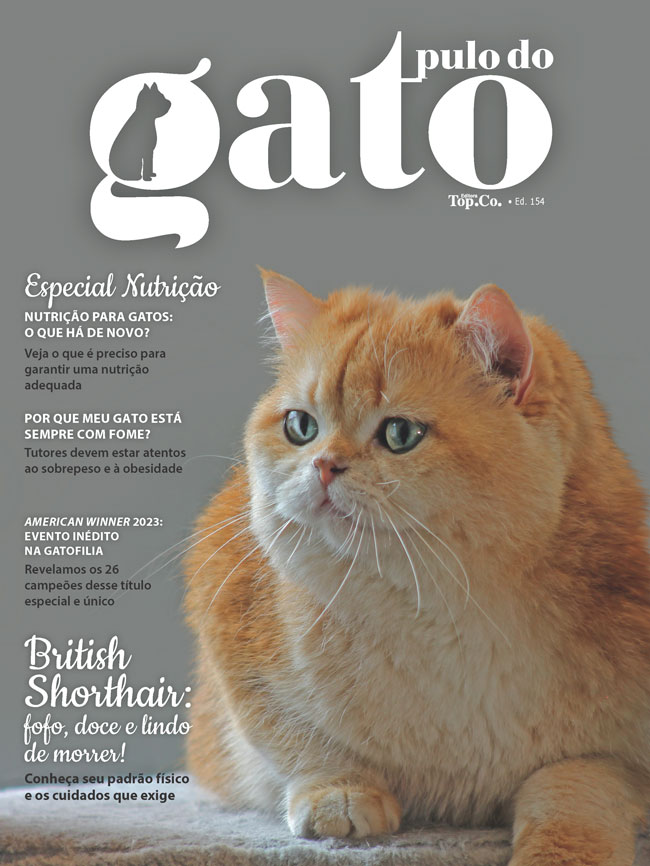 pulo do
gato
Editora
Top.Co. • Ed. 154
Especial Nutrição
NUTRIÇÃO PARA GATOS:
O QUE HÁ DE NOVO?
Veja o que é preciso para
garantir uma nutrição
adequada
POR QUE MEU GATO ESTÁ
SEMPRE COM FOME?
Tutores devem estar atentos
ao sobrepeso e à obesidade
AMERICAN WINNER 2023:
EVENTO INÉDITO
NA GATOFILIA
Revelamos os 26
campeões desse título
especial e único
British
Shorthair:
fofo, doce e lindo
de morrer!
Conheça seu padrão físico
e os cuidados que exige